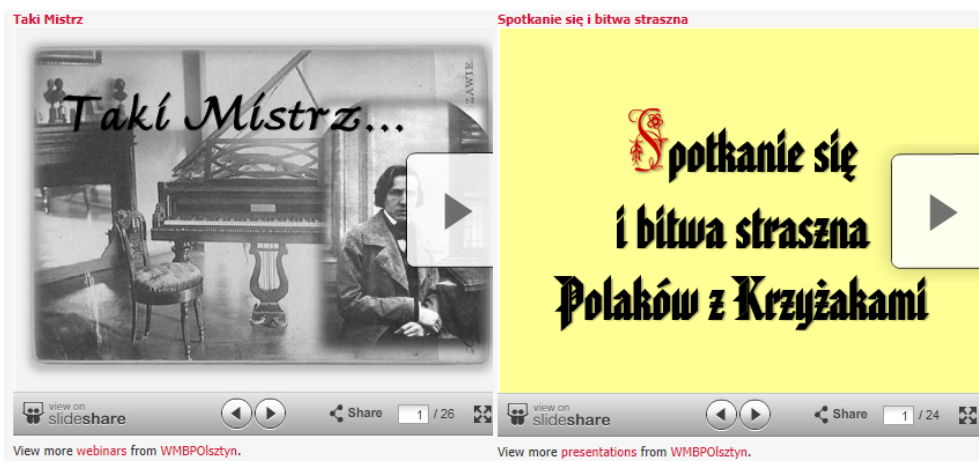 Taki Mistrz
ZAWIE.
Taki Mistrz...
view on
slideshare
Share
1 / 26
View more webinars from WMBPOlsztyn.
Spotkanie się i bitwa straszna
Spotkanie się
i bitwa straszna
Polaków z Krzyżakami
view on
slideshare
Share
1 / 24
View more presentations from WMBPOlsztyn.